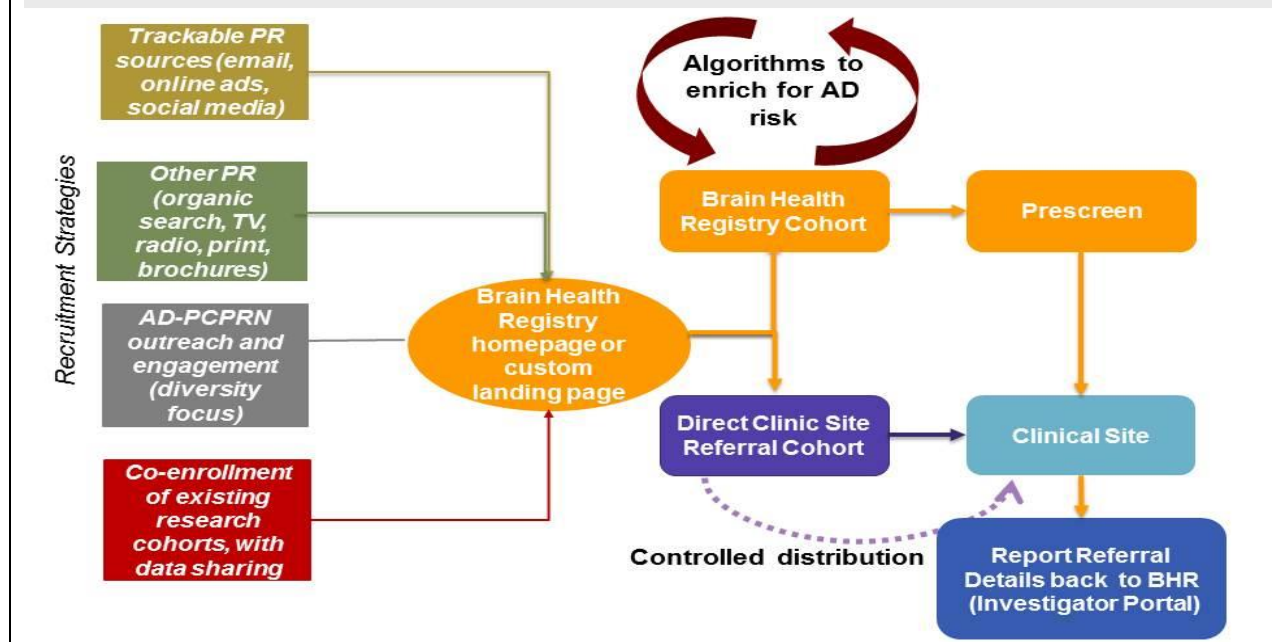 Recruitment Strategies
Trackable PR
sources (email,
online ads,
social media)
Other PR
(organic
search, TV,
radio, print,
brochures)
AD-PCPRN
outreach and
engagement
(diversity
focus)
Co-enrollment
of existing
research
cohorts, with
data sharing
Brain Health
Registry
homepage or
custom
landing page
Algorithms to
enrich for AD
risk
Brain Health
Registry Cohort
Prescreen
Direct Clinic Site
Referral Cohort
Clinical Site
Controlled distribution
Report Referral
Details back to BHR
(Investigator Portal)